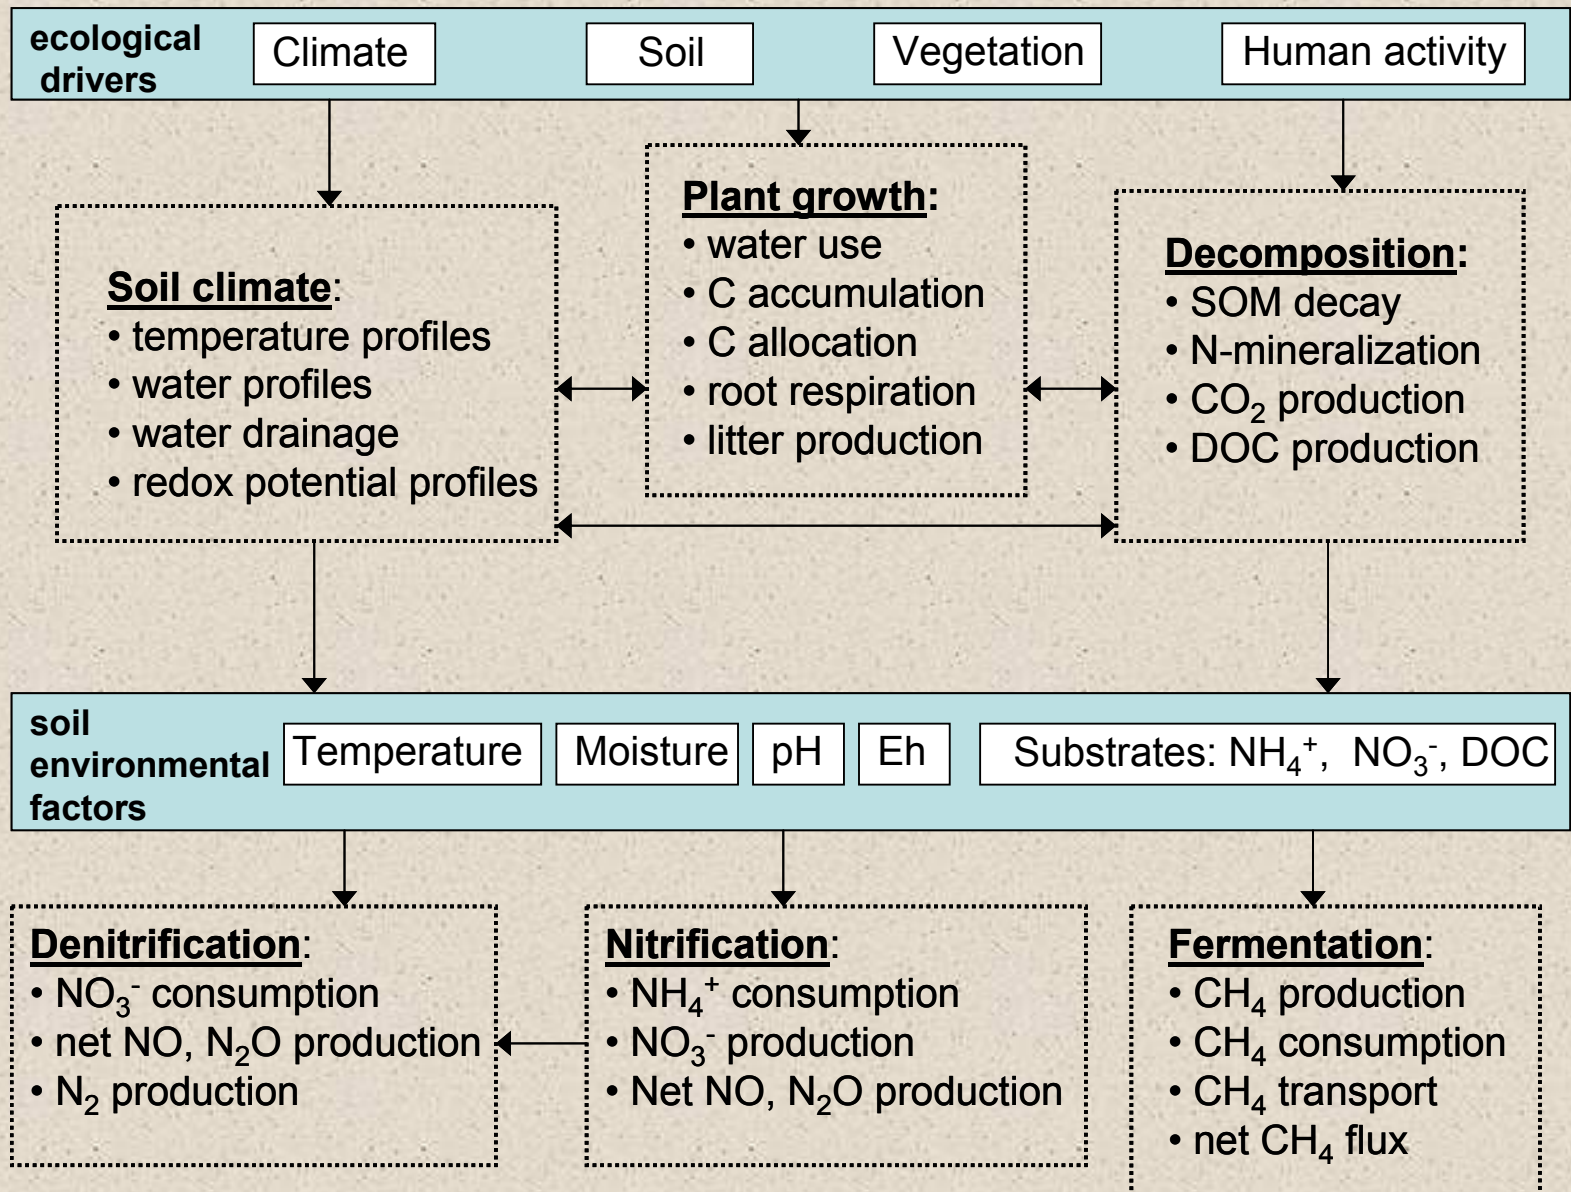 ecological
drivers
Climate
Soil
Vegetation
Human activity
Soil climate:
• temperature profiles
• water profiles
• water drainage
• redox potential profiles
Plant growth:
• water use
• C accumulation
• C allocation
• root respiration
• litter production
Decomposition:
• SOM decay
• N-mineralization
• CO₂ production
• DOC production
soil
environmental
factors
Temperature
Moisture
pH
Eh
Substrates: NH₄⁺, NO₃⁻, DOC
Denitrification:
• NO₃⁻ consumption
• net NO, N₂O production
• N₂ production
Nitrification:
• NH₄⁺ consumption
• NO₃⁻ production
• Net NO, N₂O production
Fermentation:
• CH₄ production
• CH₄ consumption
• CH₄ transport
• net CH₄ flux